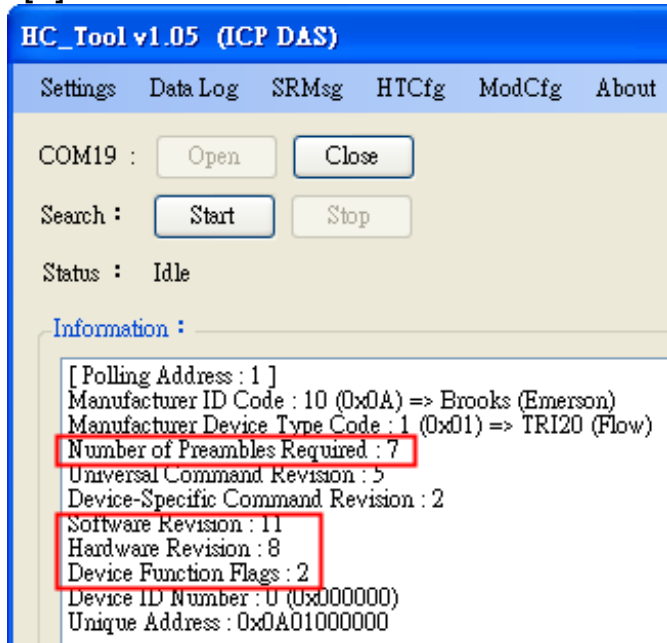 HC_Tool v1.05 (ICP DAS)
Settings Data Log SRMsg HTCfg ModCfg About
COM19 : Open Close
Search : Start Stop
Status : Idle
Information :
[ Polling Address : 1 ]
Manufacturer ID Code : 10 (0x0A) => Brooks (Emerson)
Manufacturer Device Type Code : 1 (0x01) => TRI20 (Flow)
Number of Preambles Required : 7
Universal Command Revision : 5
Device-Specific Command Revision : 2
Software Revision : 11
Hardware Revision : 8
Device Function Flags : 2
Device ID Number : 0 (0x000000)
Unique Address : 0x0A01000000